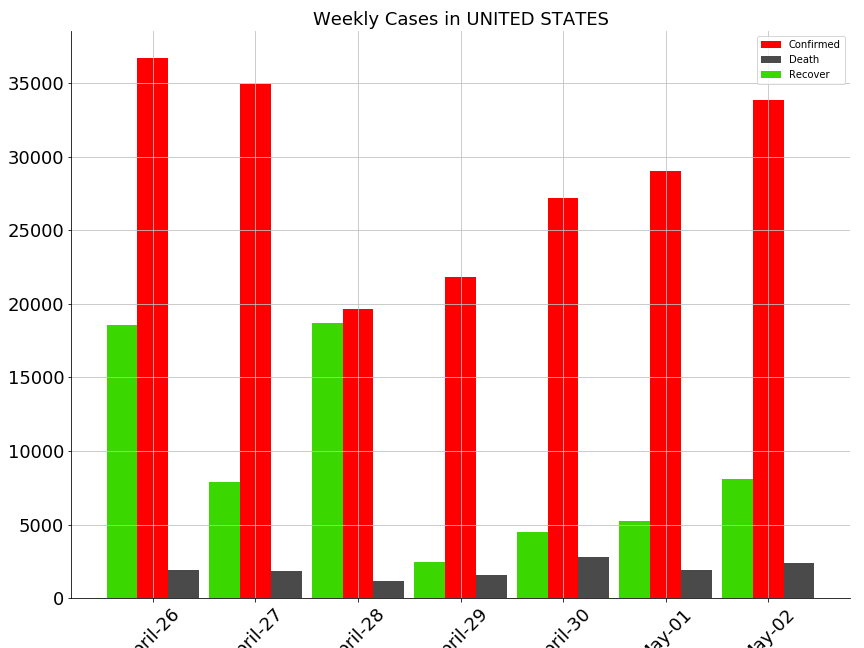 Weekly Cases in UNITED STATES
Confirmed
Death
Recover
35000
30000
25000
20000
15000
10000
5000
0
pril-26
pril-27
pril-28
pril-29
pril-30
May-01
May-02